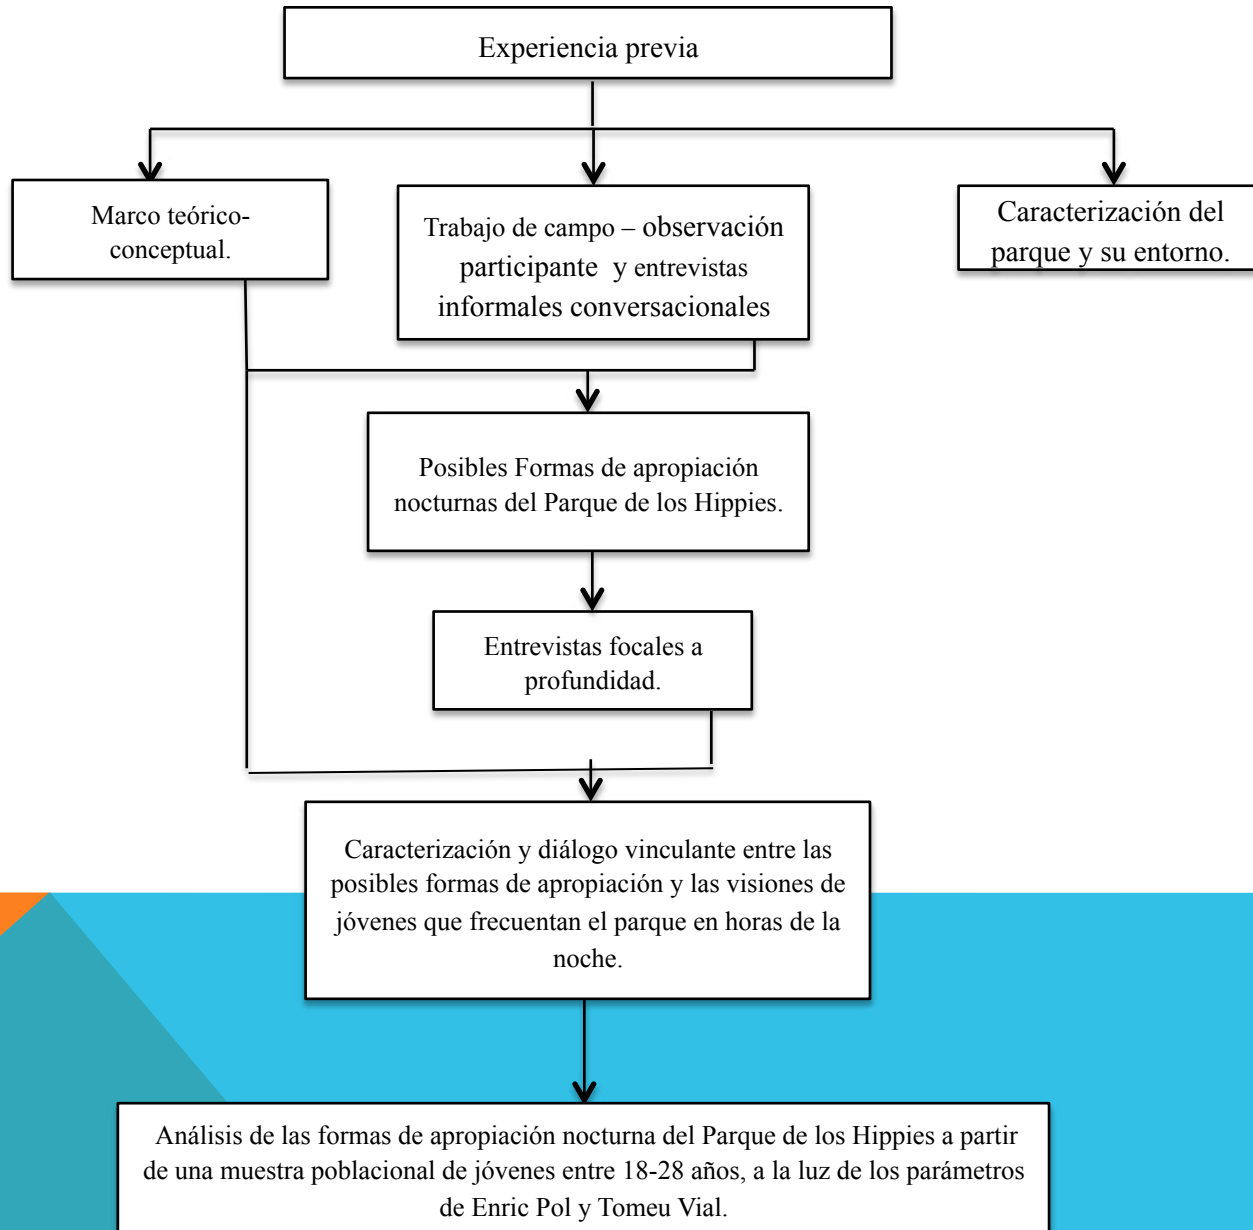 Experiencia previa
Marco teórico-
conceptual.
Trabajo de campo – observación
participante y entrevistas
informales conversacionales
Caracterización del
parque y su entorno.
Posibles Formas de apropiación
nocturnas del Parque de los Hippies.
Entrevistas focales a
profundidad.
Caracterización y diálogo vinculante entre las
posibles formas de apropiación y las visiones de
jóvenes que frecuentan el parque en horas de la
noche.
Análisis de las formas de apropiación nocturna del Parque de los Hippies a partir
de una muestra poblacional de jóvenes entre 18-28 años, a la luz de los parámetros
de Enric Pol y Tomeu Vial.